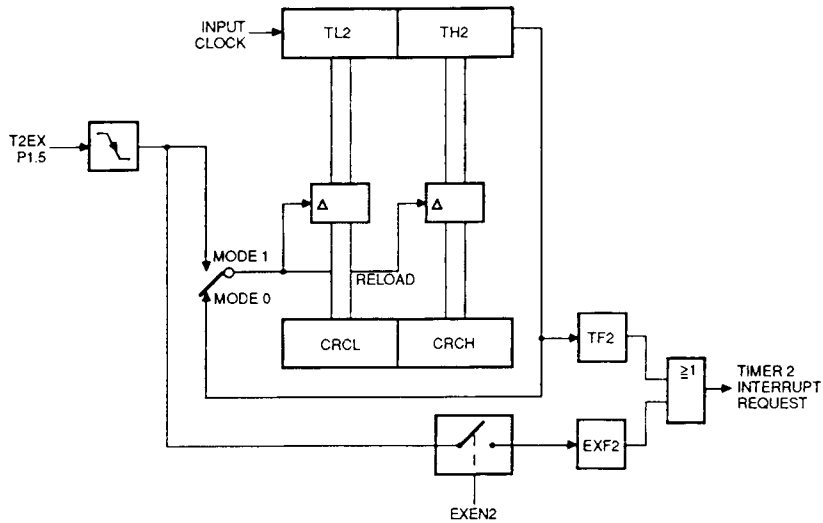 INPUT
CLOCK
TL2
TH2
T2EX
P1.5
Δ
Δ
MODE 1
MODE 0
RELOAD
CRCL
CRCH
TF2
≥1
TIMER 2
INTERRUPT
REQUEST
EXF2
EXEN2